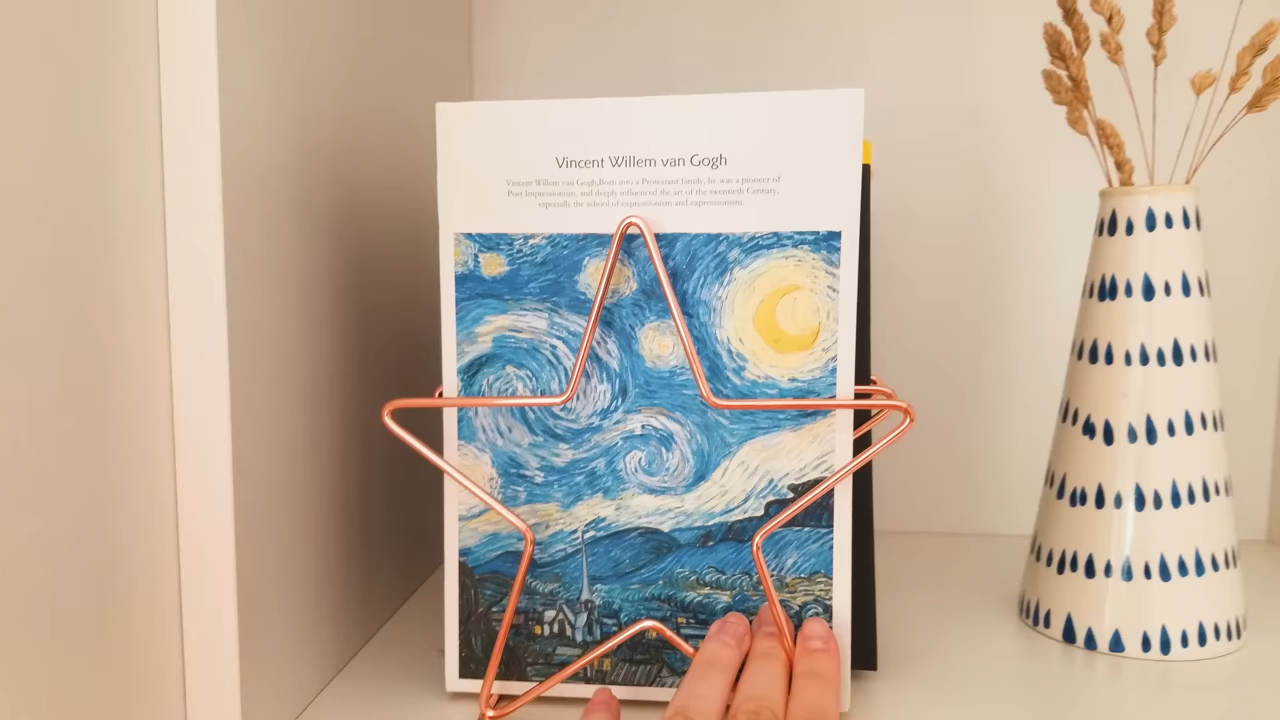 Vincent Willem van Gogh
Vincent Willem van Gogh,Born into a Protestant family, he was a pioneer of
Post Impressionism, and deeply influenced the art of the twentieth Century,
especially the school of expressionism and expressionism.